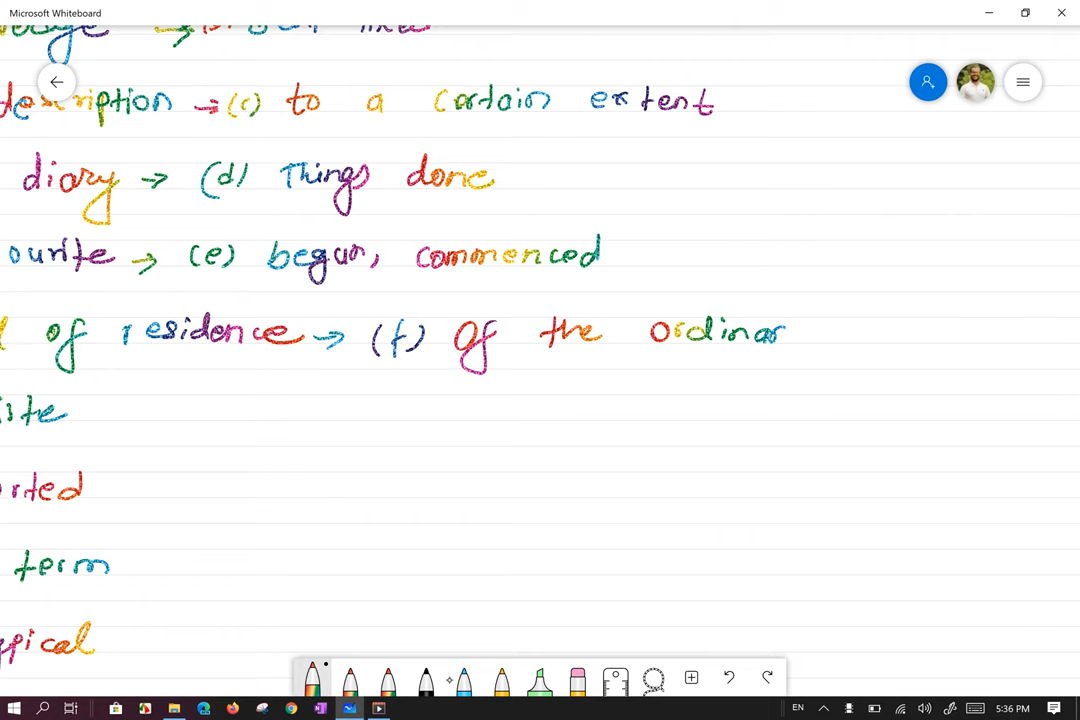 Microsoft Whiteboard
description → (c) to a certain extent
diary → (d) Things done
ourite → (e) begun, commenced
of residence → (f) Of the ordinar
ite
rted
term
pical
EN 5:36 PM